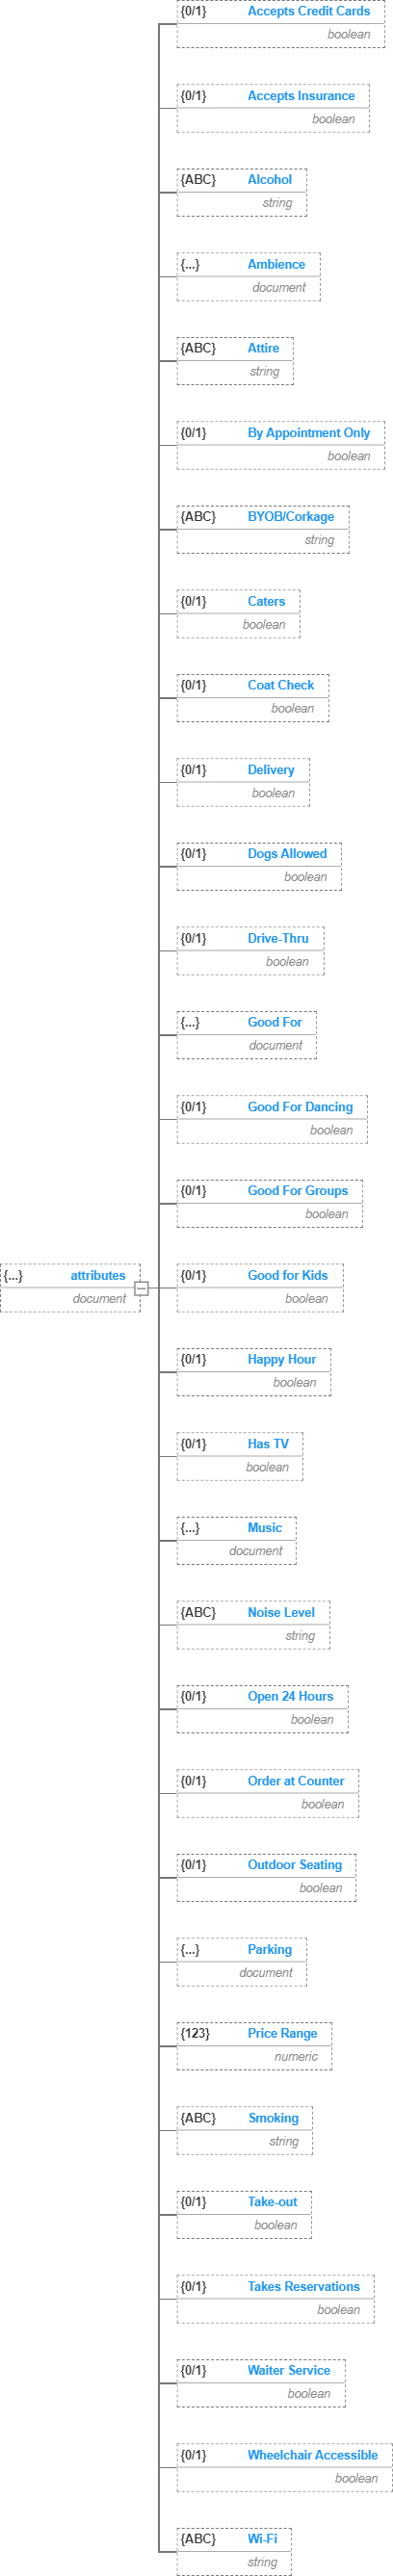 {0/1} Accepts Credit Cards
boolean
{0/1} Accepts Insurance
boolean
{ABC} Alcohol
string
{...} Ambience
document
{ABC} Attire
string
{0/1} By Appointment Only
boolean
{ABC} BYOB/Corkage
string
{0/1} Caters
boolean
{0/1} Coat Check
boolean
{0/1} Delivery
boolean
{0/1} Dogs Allowed
boolean
{0/1} Drive-Thru
boolean
{...} Good For
document
{0/1} Good For Dancing
boolean
{0/1} Good For Groups
boolean
{...} attributes
document
{0/1} Good for Kids
boolean
{0/1} Happy Hour
boolean
{0/1} Has TV
boolean
{...} Music
document
{ABC} Noise Level
string
{0/1} Open 24 Hours
boolean
{0/1} Order at Counter
boolean
{0/1} Outdoor Seating
boolean
{...} Parking
document
{123} Price Range
numeric
{ABC} Smoking
string
{0/1} Take-out
boolean
{0/1} Takes Reservations
boolean
{0/1} Waiter Service
boolean
{0/1} Wheelchair Accessible
boolean
{ABC} Wi-Fi
string